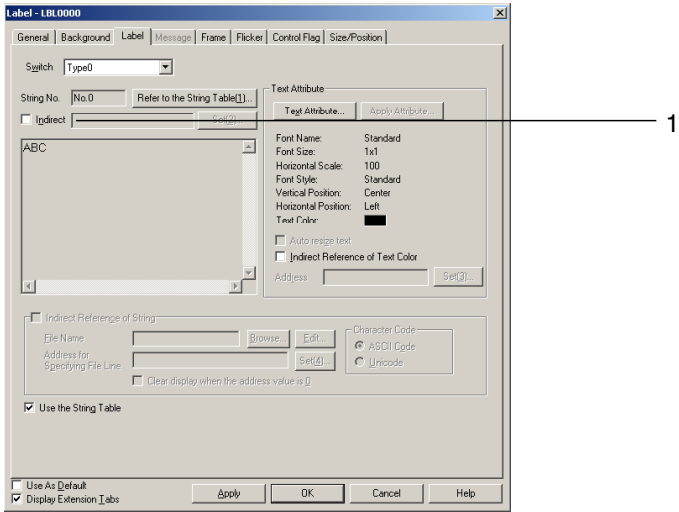 Label - LBL0000
General Background Label Message Frame Flicker Control Flag Size/Position
Switch Type0
String No. No.0 Refer to the String Table(1)...
Indirect Set(2)...
ABC
Text Attribute
Text Attribute... Apply Attribute...
Font Name: Standard
Font Size: 1x1
Horizontal Scale: 100
Font Style: Standard
Vertical Position: Center
Horizontal Position: Left
Text Color:
Auto resize text
Indirect Reference of Text Color
Address Set(3)...
1
Indirect Reference of String
File Name Browse... Edit...
Address for
Specifying File Line Set(4)...
Clear display when the address value is 0
Character Code
ASCII Code
Unicode
Use the String Table
Use As Default
Display Extension Tabs
Apply OK Cancel Help